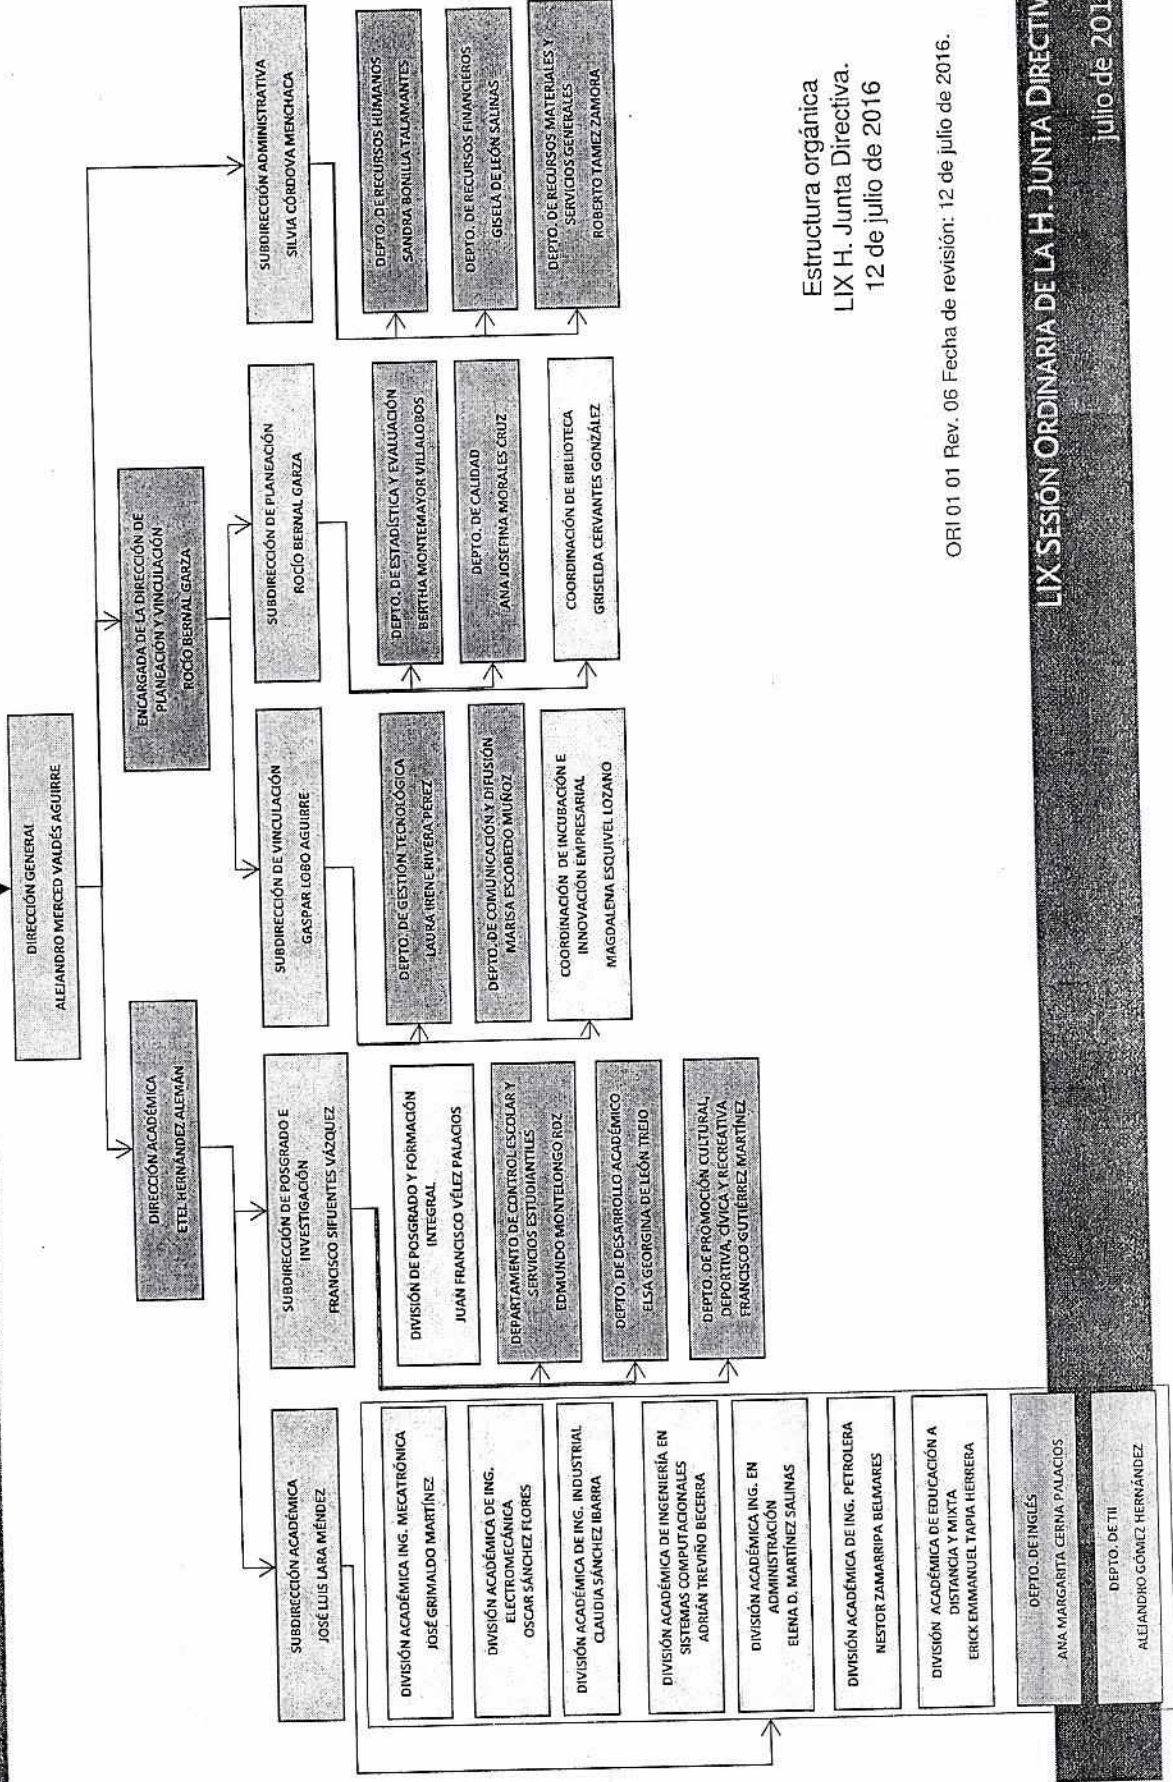 DIRECCIÓN GENERAL
ALEJANDRO MERCED VALDÉS AGUIRRE
DIRECCIÓN ACADÉMICA
ETEL HERNÁNDEZ ALEMÁN
ENCARGADA DE LA DIRECCIÓN DE
PLANEACIÓN Y VINCULACIÓN
ROCÍO BERNAL GARZA
SUBDIRECCIÓN ACADÉMICA
JOSÉ LUIS LARA MÉNDEZ
SUBDIRECCIÓN DE POSGRADO E
INVESTIGACIÓN
FRANCISCO SIFUENTES VÁZQUEZ
SUBDIRECCIÓN DE VINCULACIÓN
GASPAR LOBO AGUIRRE
SUBDIRECCIÓN DE PLANEACIÓN
ROCÍO BERNAL GARZA
SUBDIRECCIÓN ADMINISTRATIVA
SILVIA CÓRDOVA MENCHACA
DIVISIÓN ACADÉMICA ING. MECATRÓNICA
JOSÉ GRIMALDO MARTÍNEZ
DIVISIÓN ACADÉMICA DE ING.
ELECTROMECÁNICA
OSCAR SÁNCHEZ FLORES
DIVISIÓN ACADÉMICA DE ING. INDUSTRIAL
CLAUDIA SÁNCHEZ IBARRA
DIVISIÓN ACADÉMICA DE INGENIERÍA EN
SISTEMAS COMPUTACIONALES
ADRIÁN TREVIÑO BECERRA
DIVISIÓN ACADÉMICA ING. EN
ADMINISTRACIÓN
ELENA D. MARTÍNEZ SALINAS
DIVISIÓN ACADÉMICA DE ING. PETROLERA
NESTOR ZAMARRIPA BELMARES
DIVISIÓN ACADÉMICA DE EDUCACIÓN A
DISTANCIA Y MIXTA
ERICK EMMANUEL TAPIA HERRERA
DEPTO. DE INGLÉS
ANA MARGARITA CERNA PALACIOS
DEPTO. DE TII
ALEJANDRO GÓMEZ HERNÁNDEZ
DIVISIÓN DE POSGRADO Y FORMACIÓN
INTEGRAL
JUAN FRANCISCO VÉLEZ PALACIOS
DEPARTAMENTO DE CONTROL ESCOLAR Y
SERVICIOS ESTUDIANTILES
EDMUNDO MONTELONGO RDZ
DEPTO. DE DESARROLLO ACADÉMICO
ELSA GEORGINA DE LEÓN TREJO
DEPTO. DE PROMOCIÓN CULTURAL,
DEPORTIVA, CÍVICA Y RECREATIVA
FRANCISCO GUTIÉRREZ MARTÍNEZ
DEPTO. DE GESTIÓN TECNOLÓGICA
LAURA IRENE RIVERA PÉREZ
DEPTO. DE COMUNICACIÓN Y DIFUSIÓN
MARISA ESCOBEDO MUÑOZ
COORDINACIÓN DE INCUBACIÓN E
INNOVACIÓN EMPRESARIAL
MAGDALENA ESQUIVEL LOZANO
DEPTO. DE ESTADÍSTICA Y EVALUACIÓN
BERTHA MONTEMAYOR VILLALOBOS
DEPTO. DE CALIDAD
ANA JOSEFINA MORALES CRUZ
COORDINACIÓN DE BIBLIOTECA
GRISELDA CERVANTES GONZÁLEZ
DEPTO. DE RECURSOS HUMANOS
SANDRA BONILLA TALAMANTES
DEPTO. DE RECURSOS FINANCIEROS
GISELA DE LEÓN SALINAS
DEPTO. DE RECURSOS MATERIALES Y
SERVICIOS GENERALES
ROBERTO TAMEZ ZAMORA
Estructura orgánica
LIX H. Junta Directiva.
12 de julio de 2016
ORI 01 01 Rev. 06 Fecha de revisión: 12 de julio de 2016.
LIX SESIÓN ORDINARIA DE LA H. JUNTA DIRECTIV
julio de 201